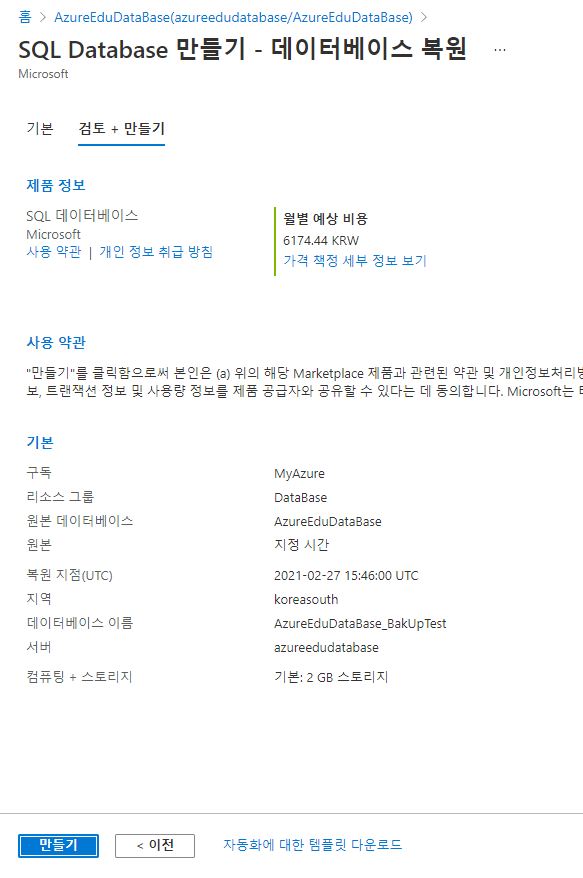 홈 > AzureEduDataBase(azureedudatabase/AzureEduDataBase) >
SQL Database 만들기 - 데이터베이스 복원 ...
Microsoft
기본 검토 + 만들기
제품 정보
SQL 데이터베이스
Microsoft
사용 약관 | 개인 정보 취급 방침
월별 예상 비용
6174.44 KRW
가격 책정 세부 정보 보기
사용 약관
"만들기"를 클릭함으로써 본인은 (a) 위의 해당 Marketplace 제품과 관련된 약관 및 개인정보처리방
보, 트랜잭션 정보 및 사용량 정보를 제품 공급자와 공유할 수 있다는 데 동의합니다. Microsoft는
기본
구독 MyAzure
리소스 그룹 DataBase
원본 데이터베이스 AzureEduDataBase
원본 지정 시간
복원 지점(UTC) 2021-02-27 15:46:00 UTC
지역 koreasouth
데이터베이스 이름 AzureEduDataBase_BakUpTest
서버 azureedudatabase
컴퓨팅 + 스토리지 기본: 2 GB 스토리지
만들기 < 이전 자동화에 대한 템플릿 다운로드